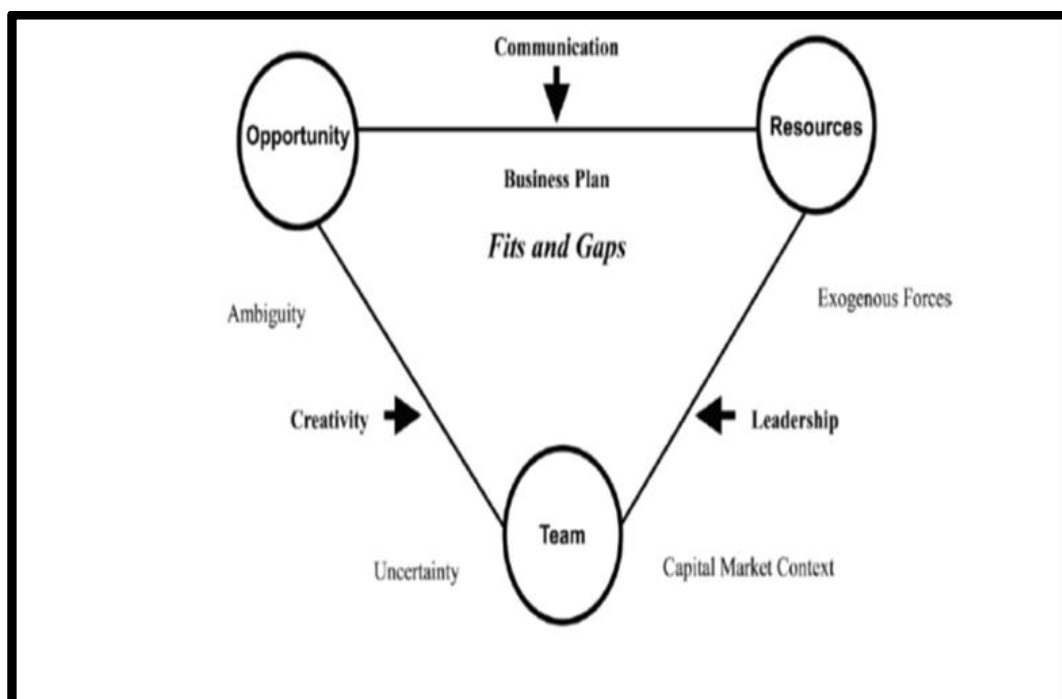 Communication
Opportunity
Resources
Business Plan
Fits and Gaps
Ambiguity
Exogenous Forces
Creativity
Leadership
Team
Uncertainty
Capital Market Context